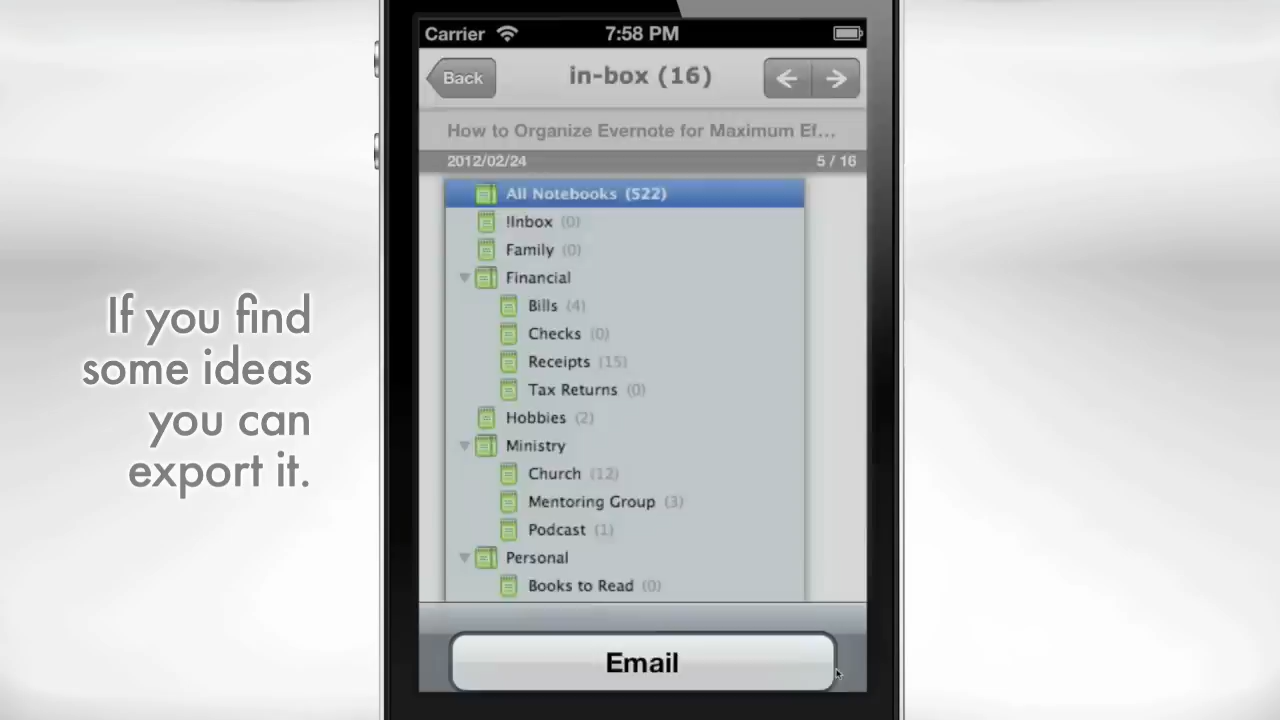 If you find
some ideas
you can
export it.
Carrier 7:58 PM
Back in-box (16)
How to Organize Evernote for Maximum Ef...
2012/02/24 5 / 16
All Notebooks (522)
!Inbox (0)
Family (0)
Financial
Bills (4)
Checks (0)
Receipts (15)
Tax Returns (0)
Hobbies (2)
Ministry
Church (12)
Mentoring Group (3)
Podcast (1)
Personal
Books to Read (0)
Email